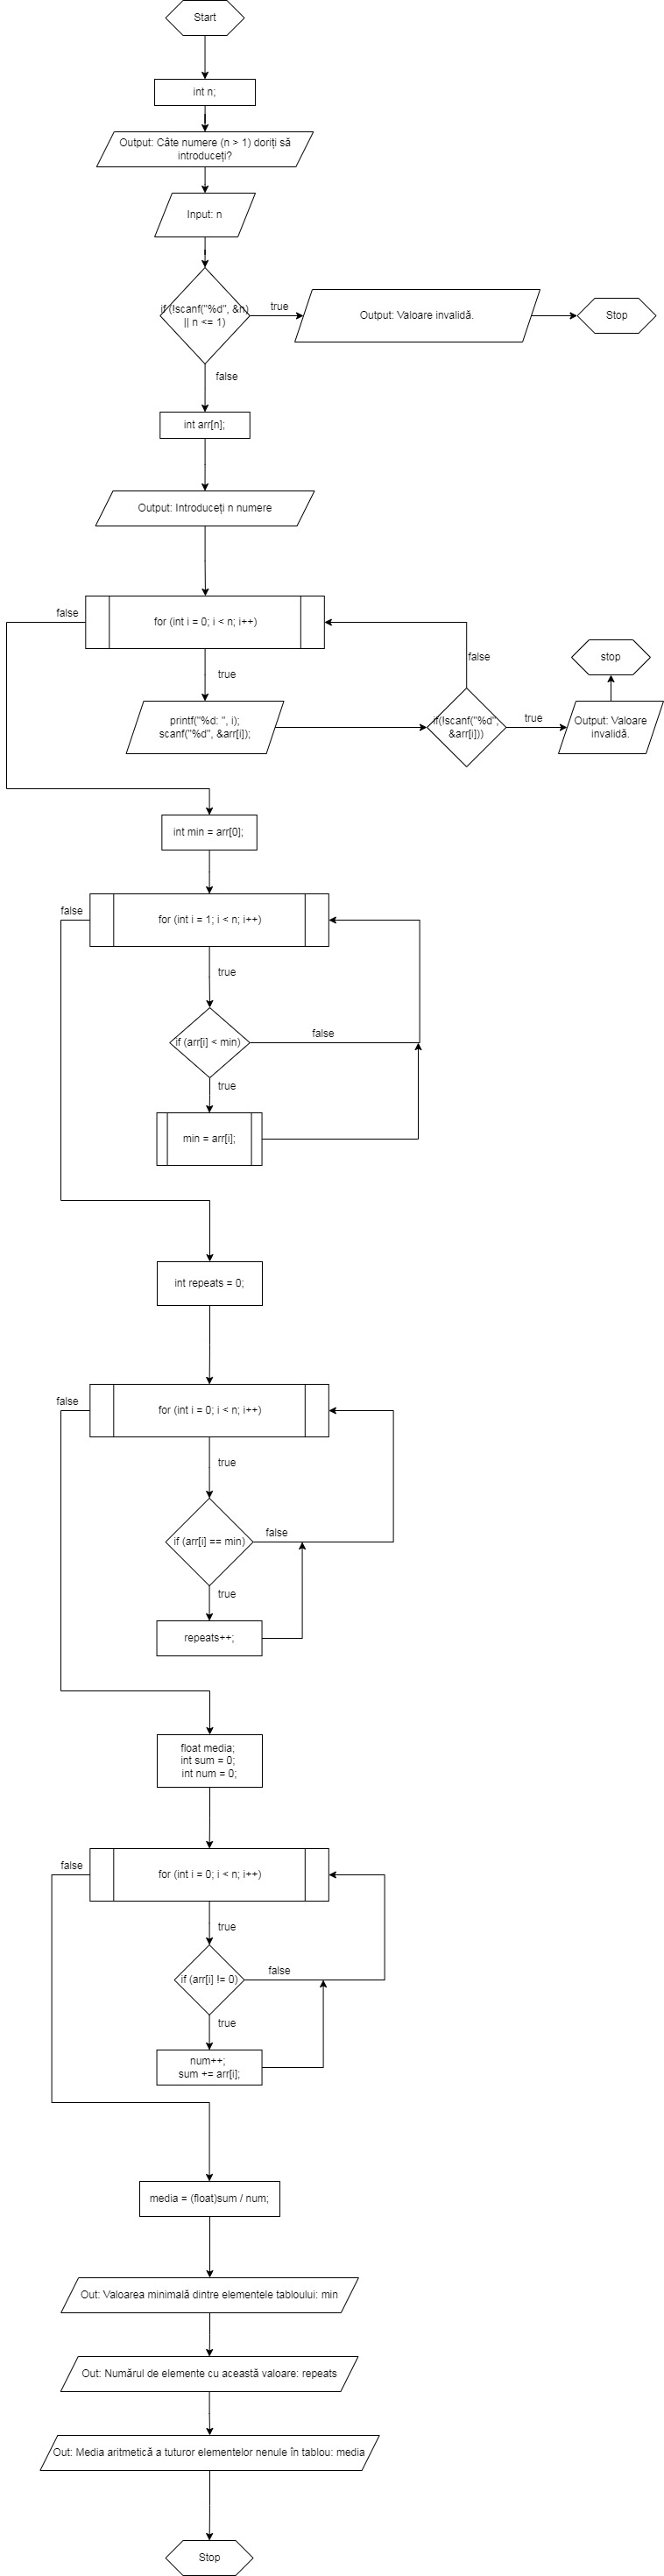 Start
int n;
Output: Câte numere (n > 1) doriți să
introduceți?
Input: n
if (!scanf("%d", &n)
|| n <= 1)
true
Output: Valoare invalidă.
Stop
false
int arr[n];
Output: Introduceți n numere
false
for (int i = 0; i < n; i++)
true
false
stop
printf("%d: ", i);
scanf("%d", &arr[i]);
if(!scanf("%d",
&arr[i]))
true
Output: Valoare
invalidă.
int min = arr[0];
false
for (int i = 1; i < n; i++)
true
if (arr[i] < min)
false
true
min = arr[i];
int repeats = 0;
false
for (int i = 0; i < n; i++)
true
if (arr[i] == min)
false
true
repeats++;
float media;
int sum = 0;
int num = 0;
false
for (int i = 0; i < n; i++)
true
if (arr[i] != 0)
false
true
num++;
sum += arr[i];
media = (float)sum / num;
Out: Valoarea minimală dintre elementele tabloului: min
Out: Numărul de elemente cu această valoare: repeats
Out: Media aritmetică a tuturor elementelor nenule în tablou: media
Stop